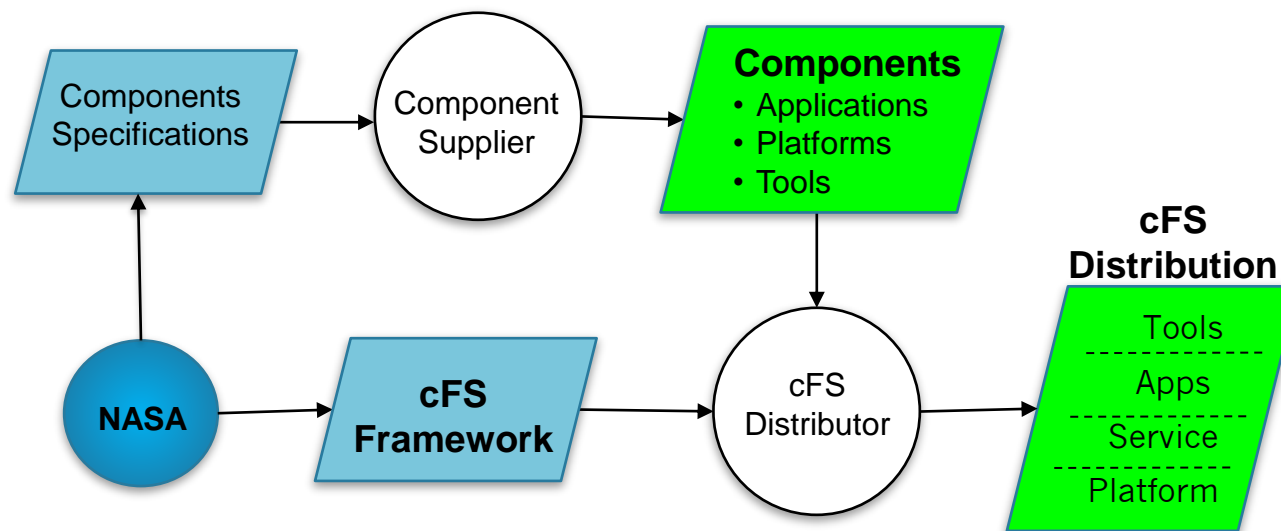 Components
Specifications
Component
Supplier
Components
• Applications
• Platforms
• Tools
NASA
cFS
Framework
cFS
Distributor
cFS
Distribution
Tools
Apps
Service
Platform